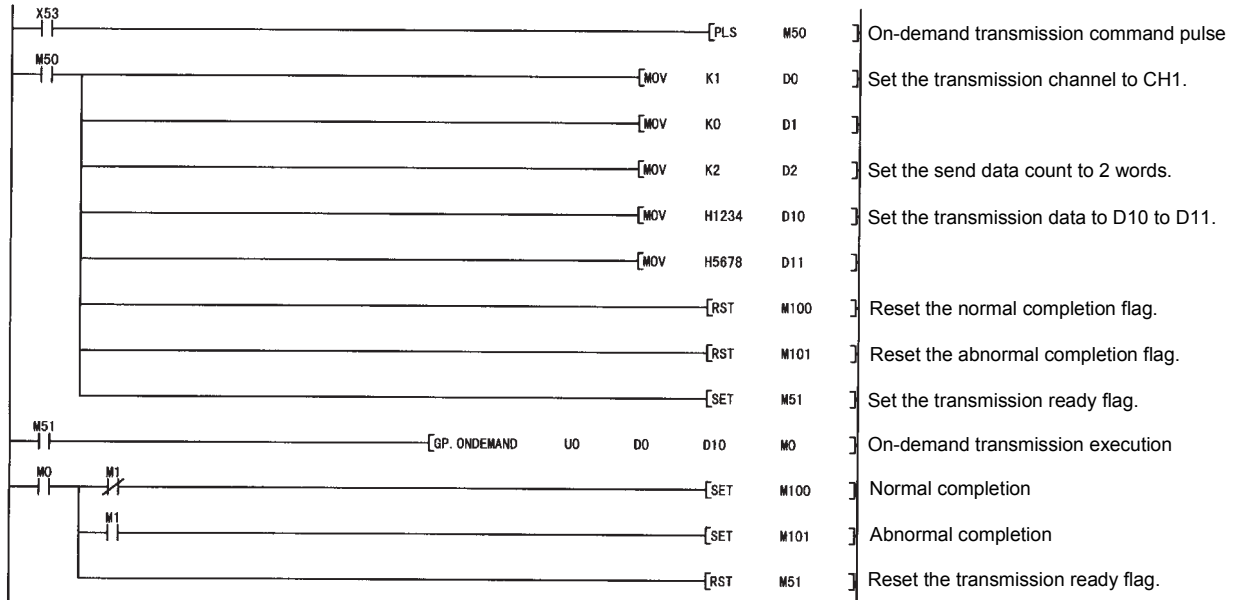 X53
PLS M50 On-demand transmission command pulse
M50
MOV K1 D0 Set the transmission channel to CH1.
MOV K0 D1
MOV K2 D2 Set the send data count to 2 words.
MOV H1234 D10 Set the transmission data to D10 to D11.
MOV H5678 D11
RST M100 Reset the normal completion flag.
RST M101 Reset the abnormal completion flag.
SET M51 Set the transmission ready flag.
M51
GP. ONDEMAND U0 D0 D10 M0 On-demand transmission execution
M0 M1
SET M100 Normal completion
M1
SET M101 Abnormal completion
RST M51 Reset the transmission ready flag.